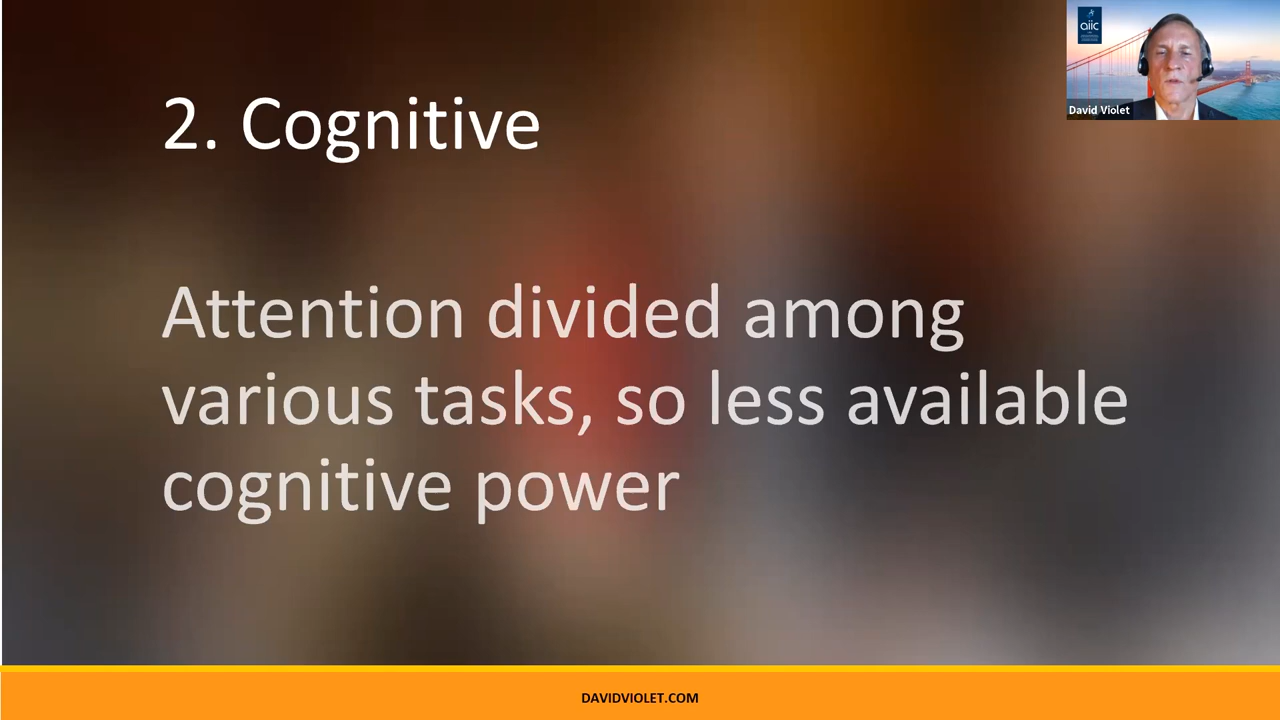 2. Cognitive
aiic
David Violet
Attention divided among
various tasks, so less available
cognitive power
DAVIDVIOLET.COM